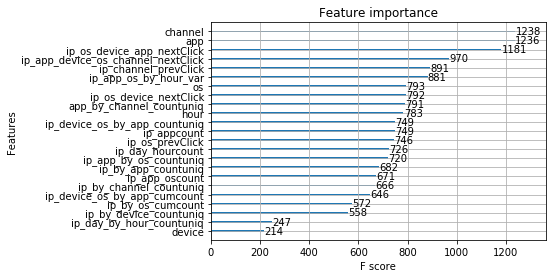 Feature importance
Features
channel 1238
app 1236
ip_os_device_app_nextClick 1181
ip_app_device_os_channel_nextClick 970
ip_channel_prevClick 891
ip_app_os_by_hour_var 881
os 793
ip_os_device_nextClick 792
app_by_channel_countuniq 791
hour 783
ip_device_os_by_app_countuniq 749
ip_appcount 749
ip_os_prevClick 746
ip_day_hourcount 726
ip_app_by_os_countuniq 720
ip_by_app_countuniq 682
ip_app_oscount 671
ip_by_channel_countuniq 666
ip_device_os_by_app_cumcount 646
ip_by_os_cumcount 572
ip_by_device_countuniq 558
ip_day_by_hour_countuniq 247
device 214
0 200 400 600 800 1000 1200
F score